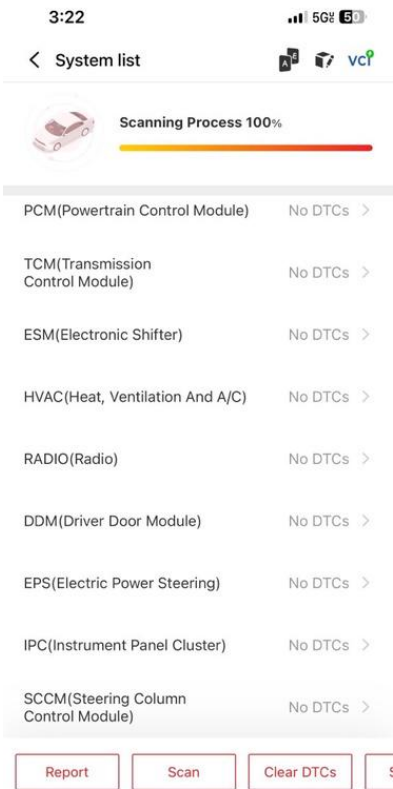 3:22
5G 50
System list
A E
VCI
Scanning Process 100%
PCM(Powertrain Control Module) No DTCs
TCM(Transmission
Control Module) No DTCs
ESM(Electronic Shifter) No DTCs
HVAC(Heat, Ventilation And A/C) No DTCs
RADIO(Radio) No DTCs
DDM(Driver Door Module) No DTCs
EPS(Electric Power Steering) No DTCs
IPC(Instrument Panel Cluster) No DTCs
SCCM(Steering Column
Control Module) No DTCs
Report Scan Clear DTCs